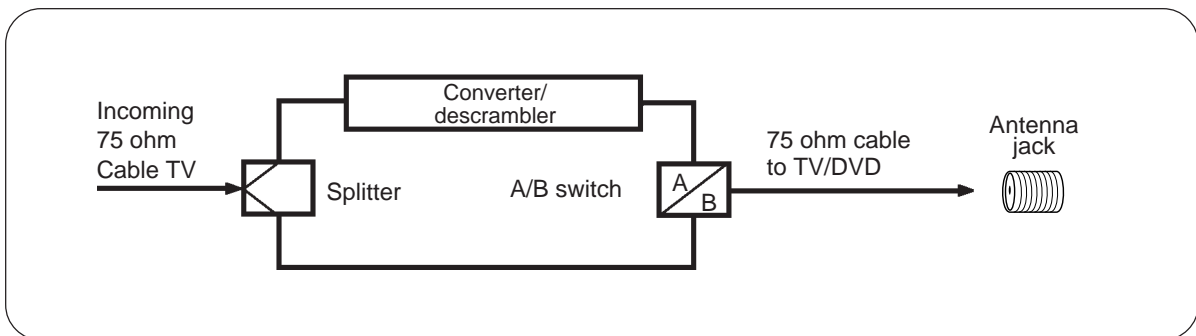 Incoming
75 ohm
Cable TV
Splitter
Converter/
descrambler
A/B switch
A
B
75 ohm cable
to TV/DVD
Antenna
jack